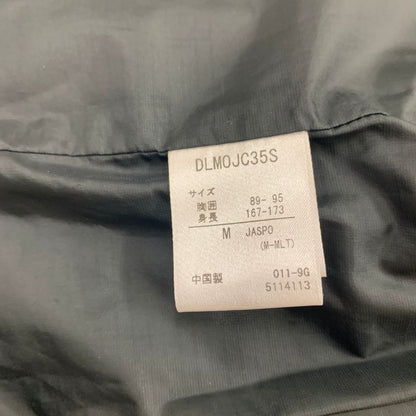 DLMOJC35S
サイズ
胸囲 89- 95
身長 167-173
M JASPO
(M-MLT)
中国製 011-9G
5114113